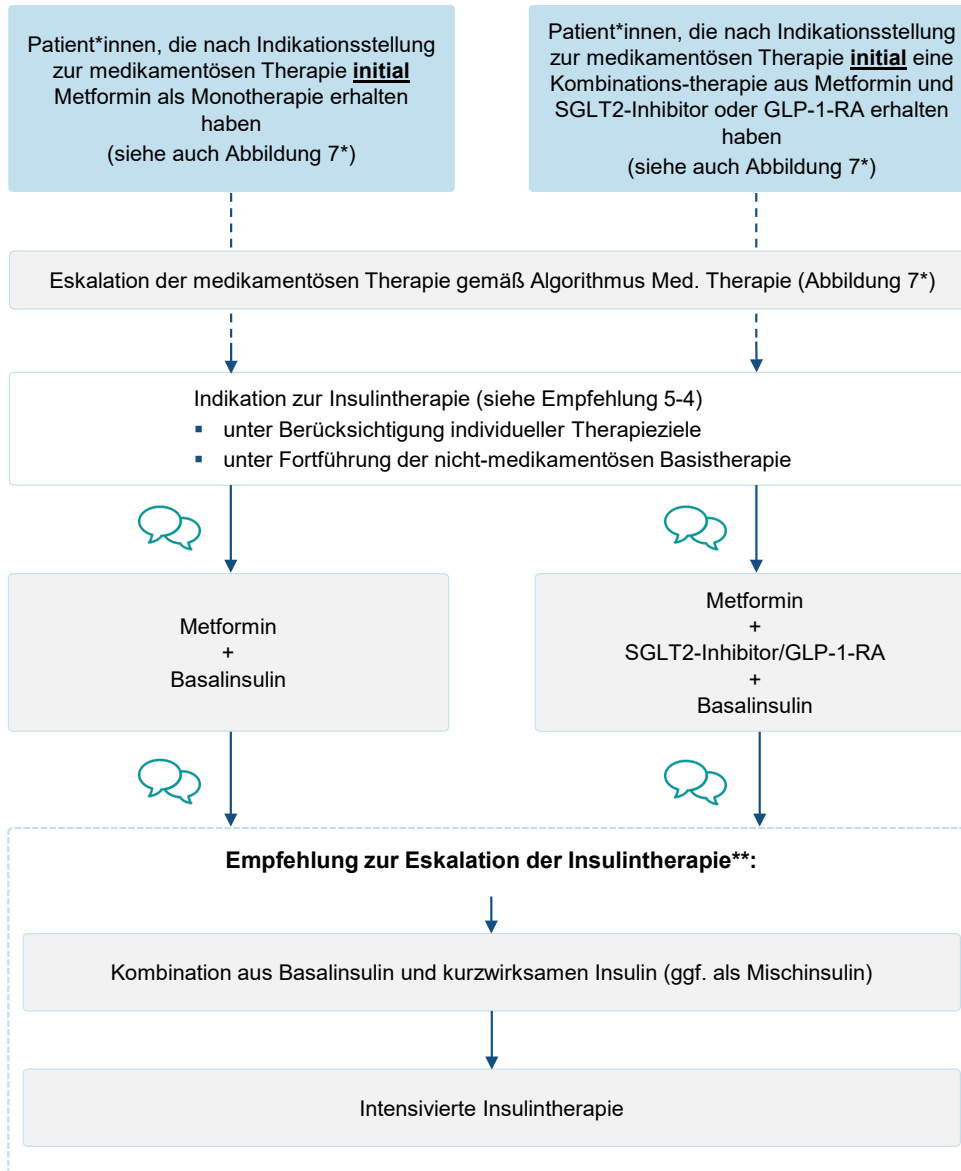 Patient*innen, die nach Indikationsstellung
zur medikamentösen Therapie initial
Metformin als Monotherapie erhalten
haben
(siehe auch Abbildung 7*)
Patient*innen, die nach Indikationsstellung
zur medikamentösen Therapie initial eine
Kombinations-therapie aus Metformin und
SGLT2-Inhibitor oder GLP-1-RA erhalten
haben
(siehe auch Abbildung 7*)
Eskalation der medikamentösen Therapie gemäß Algorithmus Med. Therapie (Abbildung 7*)
Indikation zur Insulintherapie (siehe Empfehlung 5-4)
▪ unter Berücksichtigung individueller Therapieziele
▪ unter Fortführung der nicht-medikamentösen Basistherapie
Metformin
+
Basalinsulin
Metformin
+
SGLT2-Inhibitor/GLP-1-RA
+
Basalinsulin
Empfehlung zur Eskalation der Insulintherapie**:
Kombination aus Basalinsulin und kurzwirksamen Insulin (ggf. als Mischinsulin)
Intensivierte Insulintherapie